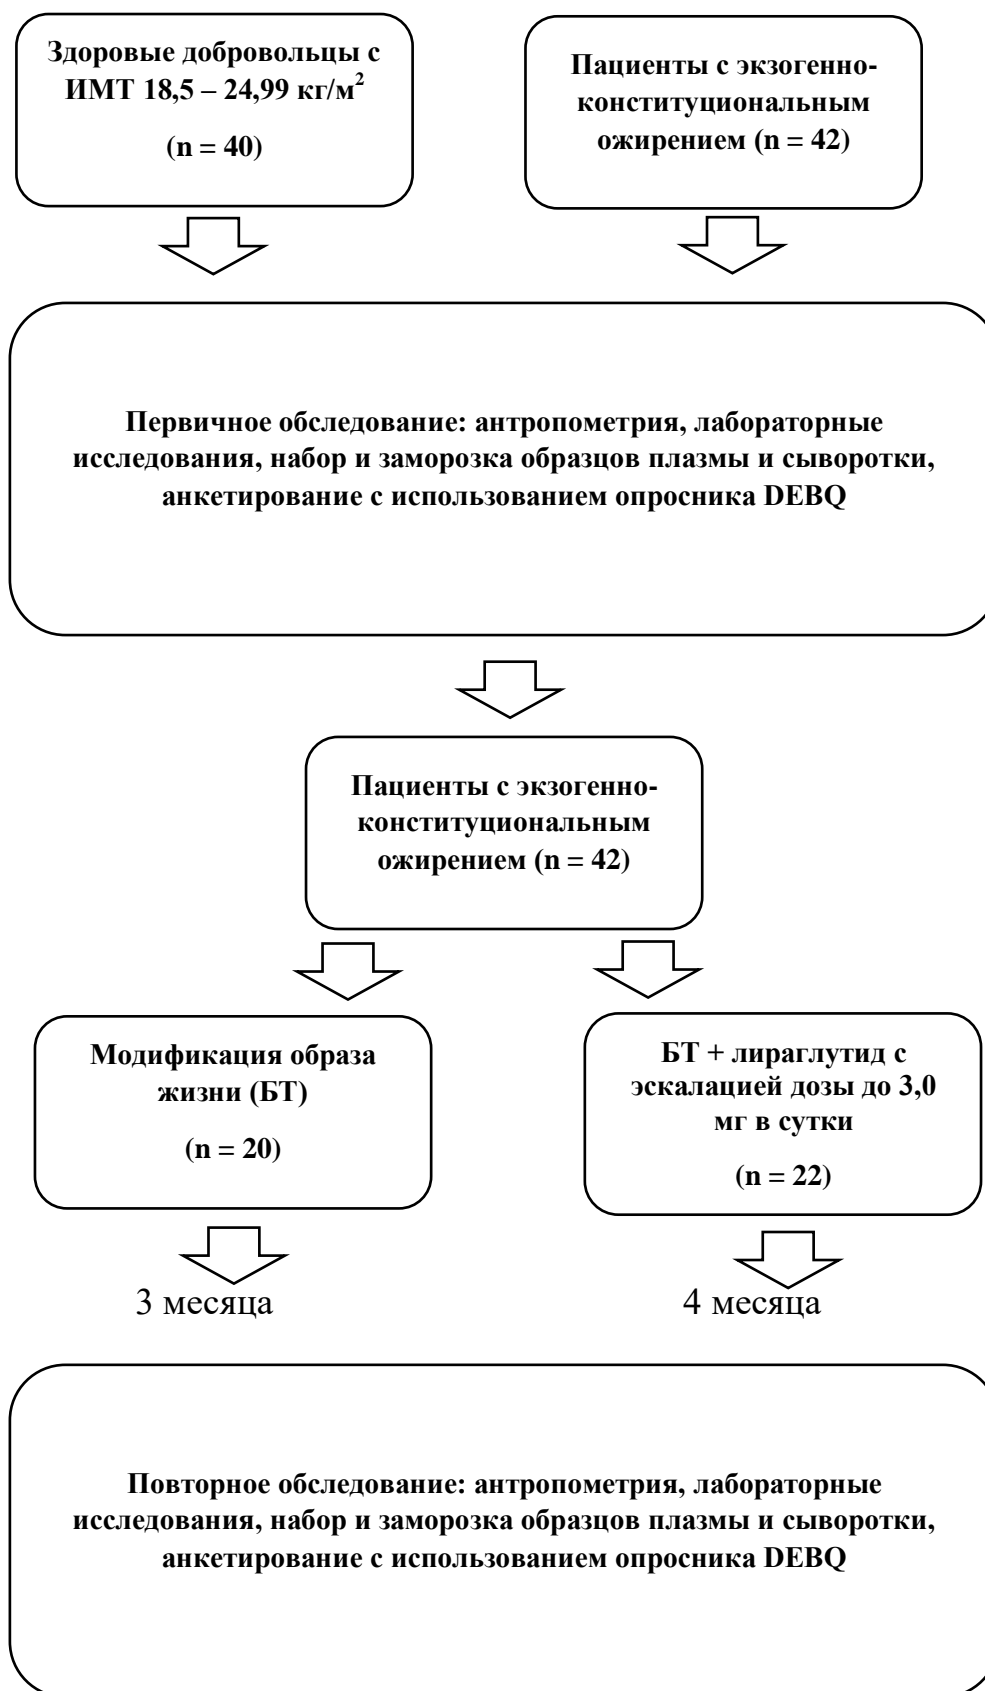 Здоровые добровольцы с
ИМТ 18,5 – 24,99 кг/м²
(n = 40)
Пациенты с экзогенно-
конституциональным
ожирением (n = 42)
Первичное обследование: антропометрия, лабораторные
исследования, набор и заморозка образцов плазмы и сыворотки,
анкетирование с использованием опросника DEBQ
Пациенты с экзогенно-
конституциональным
ожирением (n = 42)
Модификация образа
жизни (БТ)
(n = 20)
БТ + лираглутид с
эскалацией дозы до 3,0
мг в сутки
(n = 22)
3 месяца
4 месяца
Повторное обследование: антропометрия, лабораторные
исследования, набор и заморозка образцов плазмы и сыворотки,
анкетирование с использованием опросника DEBQ